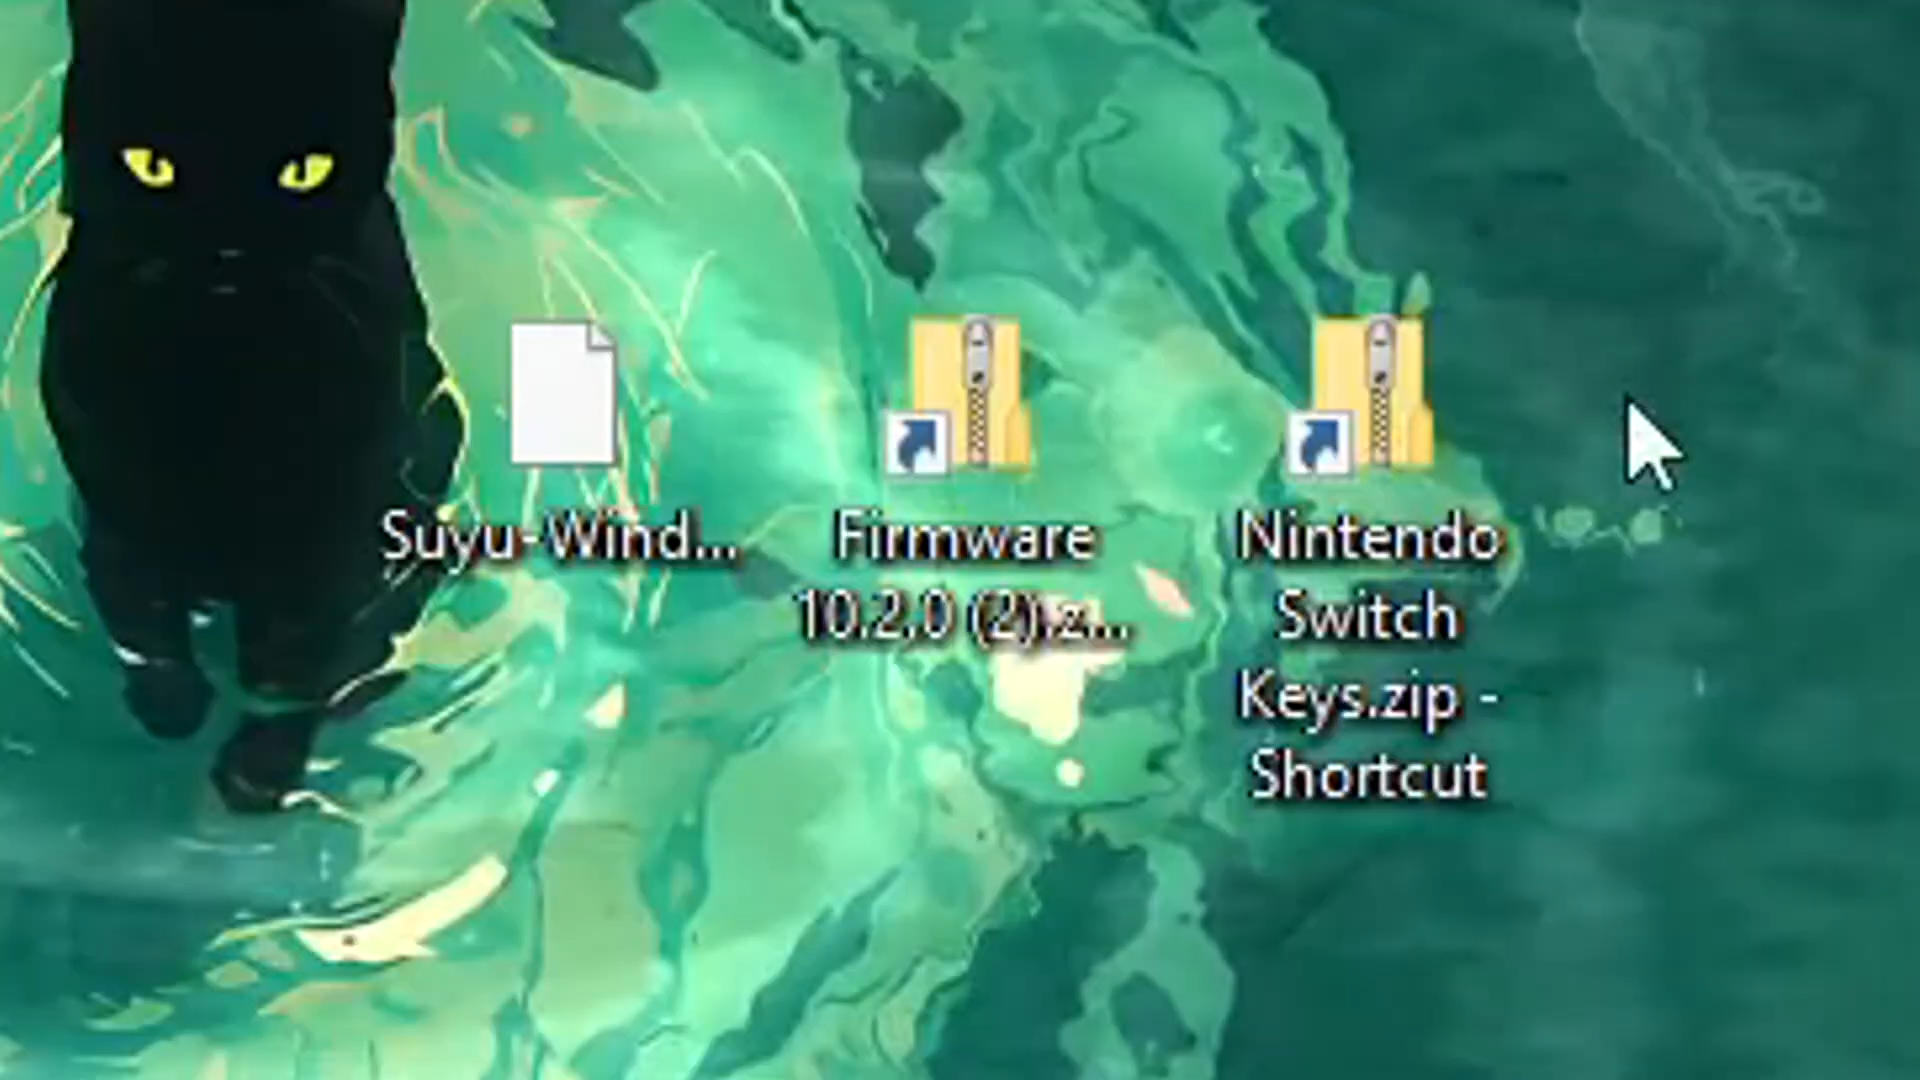 Suyu-Wind...
Firmware
10.2.0 (2).z...
Nintendo
Switch
Keys.zip -
Shortcut